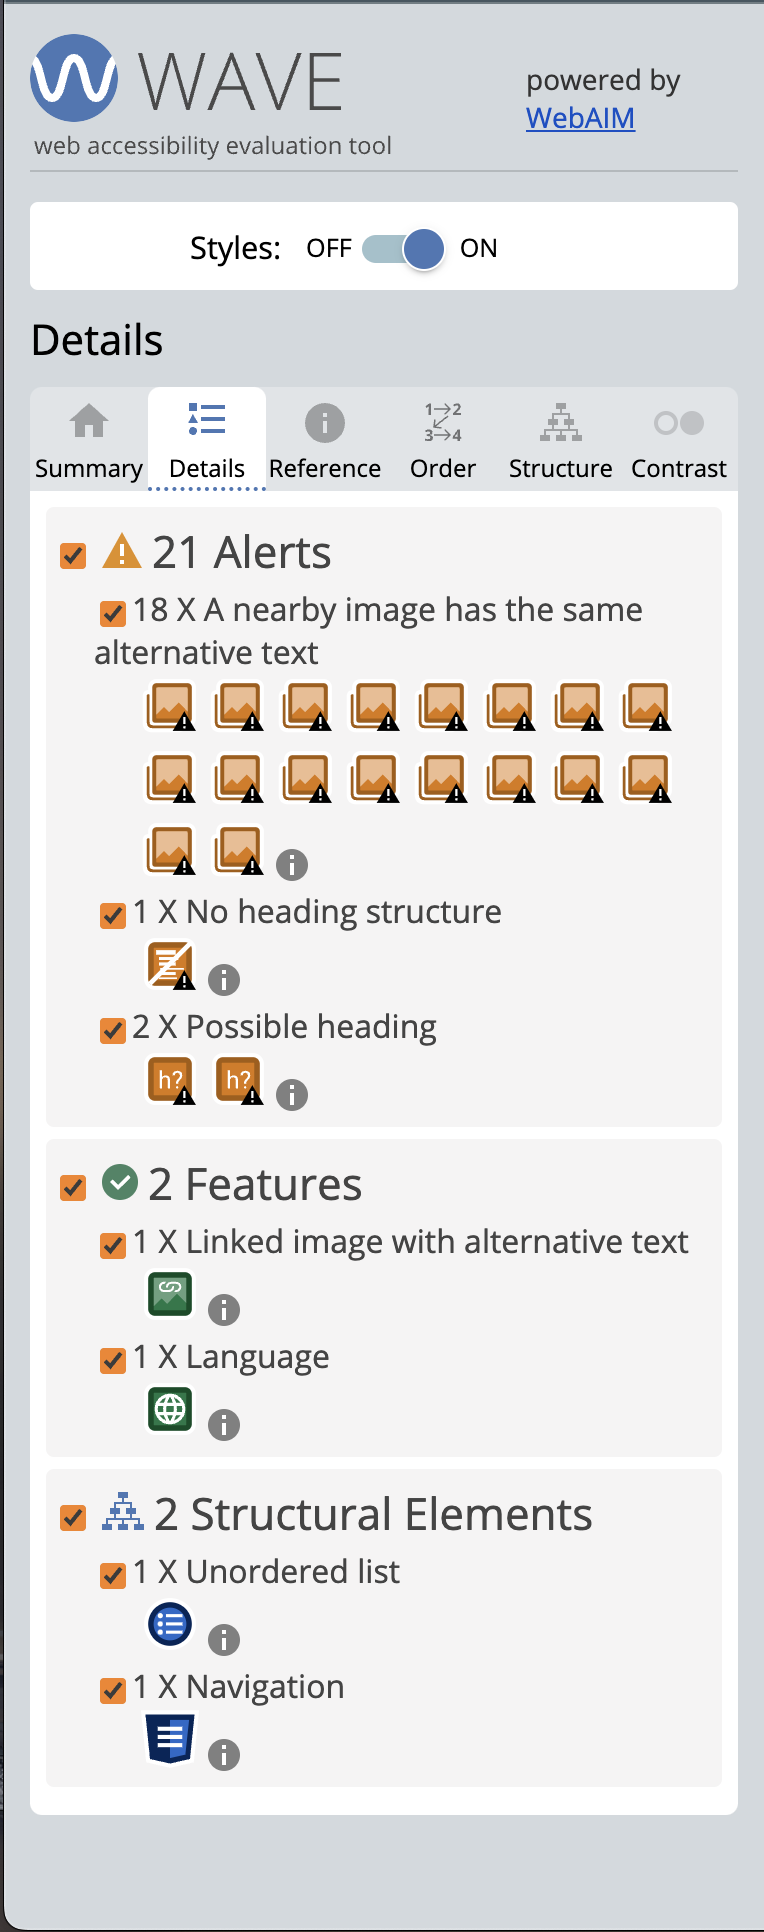 WAVE
powered by
WebAIM
web accessibility evaluation tool
Styles: OFF ON
Details
1→2
3→4
Summary Details Reference Order Structure Contrast
21 Alerts
18 X A nearby image has the same
alternative text
1 X No heading structure
2 X Possible heading
h? h?
2 Features
1 X Linked image with alternative text
1 X Language
2 Structural Elements
1 X Unordered list
1 X Navigation